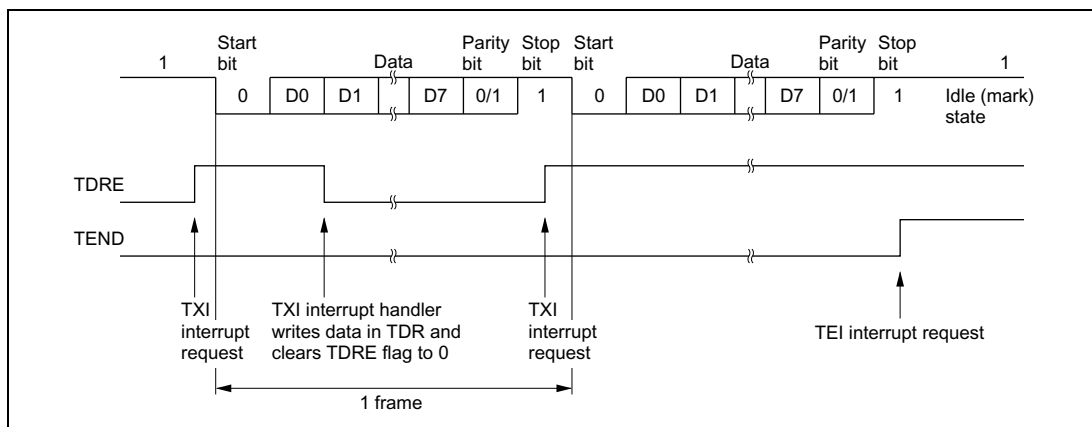 Start bit Data Parity bit Stop bit Start bit Data Parity bit Stop bit
1 1
0 D0 D1 D7 0/1 1 0 D0 D1 D7 0/1 1 Idle (mark) state
TDRE
TEND
TXI interrupt request
TXI interrupt handler
writes data in TDR and
clears TDRE flag to 0
TXI interrupt request
TEI interrupt request
1 frame